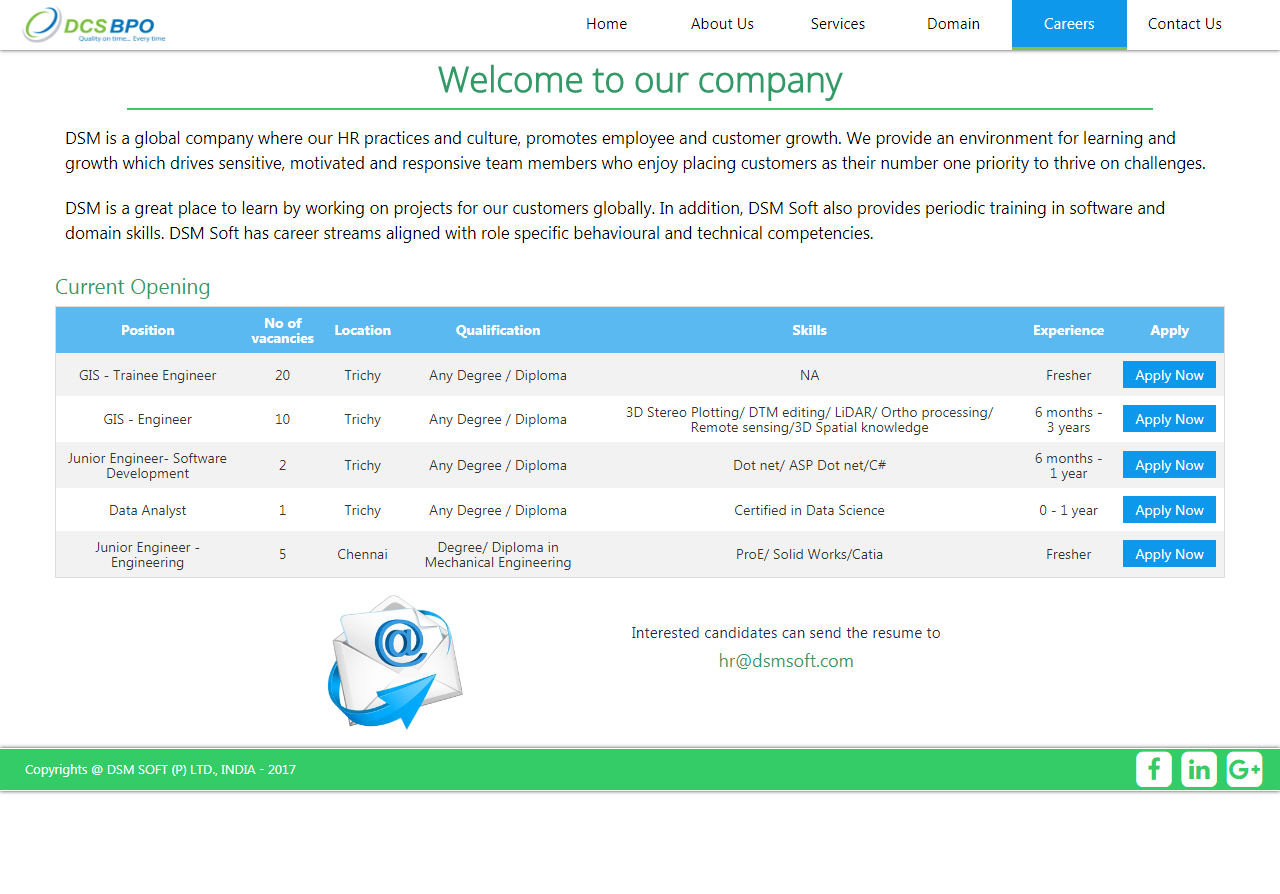 DCS BPO
Quality on time... Every time
Home About Us Services Domain Careers Contact Us
Welcome to our company
DSM is a global company where our HR practices and culture, promotes employee and customer growth. We provide an environment for learning and
growth which drives sensitive, motivated and responsive team members who enjoy placing customers as their number one priority to thrive on challenges.
DSM is a great place to learn by working on projects for our customers globally. In addition, DSM Soft also provides periodic training in software and
domain skills. DSM Soft has career streams aligned with role specific behavioural and technical competencies.
Current Opening
Position No of vacancies Location Qualification Skills Experience Apply
GIS - Trainee Engineer 20 Trichy Any Degree / Diploma NA Fresher Apply Now
GIS - Engineer 10 Trichy Any Degree / Diploma 3D Stereo Plotting/ DTM editing/ LiDAR/ Ortho processing/ Remote sensing/3D Spatial knowledge 6 months - 3 years Apply Now
Junior Engineer- Software Development 2 Trichy Any Degree / Diploma Dot net/ ASP Dot net/C# 6 months - 1 year Apply Now
Data Analyst 1 Trichy Any Degree / Diploma Certified in Data Science 0 - 1 year Apply Now
Junior Engineer - Engineering 5 Chennai Degree/ Diploma in Mechanical Engineering ProE/ Solid Works/Catia Fresher Apply Now
@
Interested candidates can send the resume to
hr@dsmsoft.com
Copyrights @ DSM SOFT (P) LTD., INDIA - 2017
f in G+